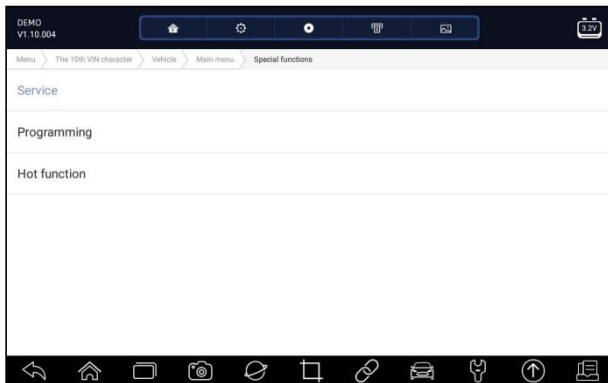 DEMO
V1.10.004
3.2V
Menu The 10th VIN character Vehicle Main menu Special functions
Service
Programming
Hot function